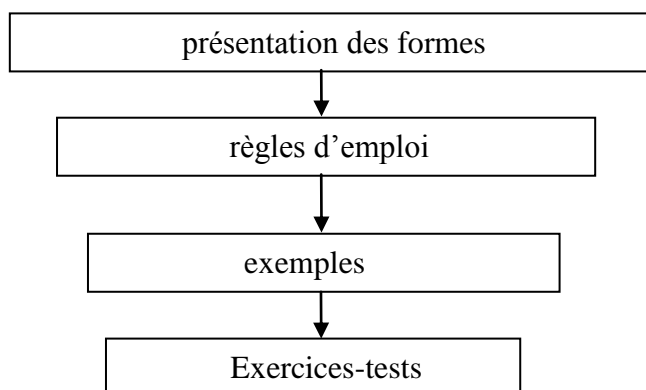 présentation des formes
règles d’emploi
exemples
Exercices-tests